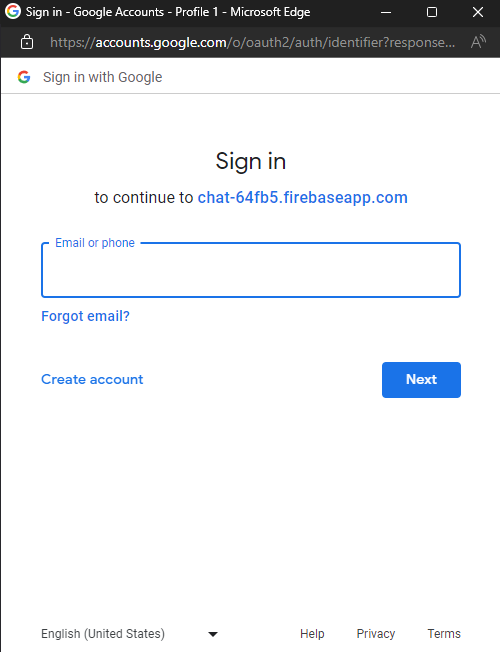 Sign in - Google Accounts - Profile 1 - Microsoft Edge
https://accounts.google.com/o/oauth2/auth/identifier?response...
Sign in with Google
Sign in
to continue to chat-64fb5.firebaseapp.com
Email or phone
Forgot email?
Create account Next
English (United States) Help Privacy Terms